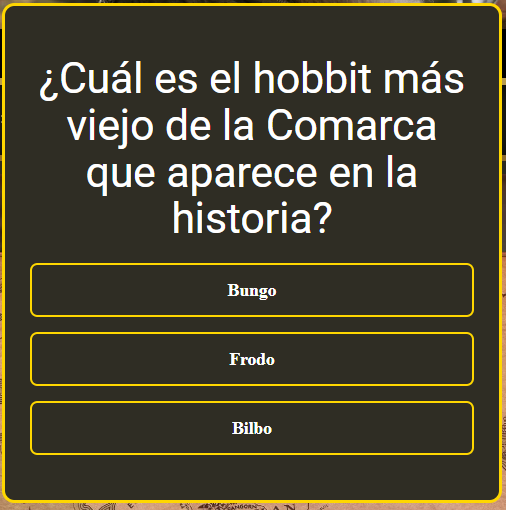 ¿Cuál es el hobbit más
viejo de la Comarca
que aparece en la
historia?
Bungo
Frodo
Bilbo